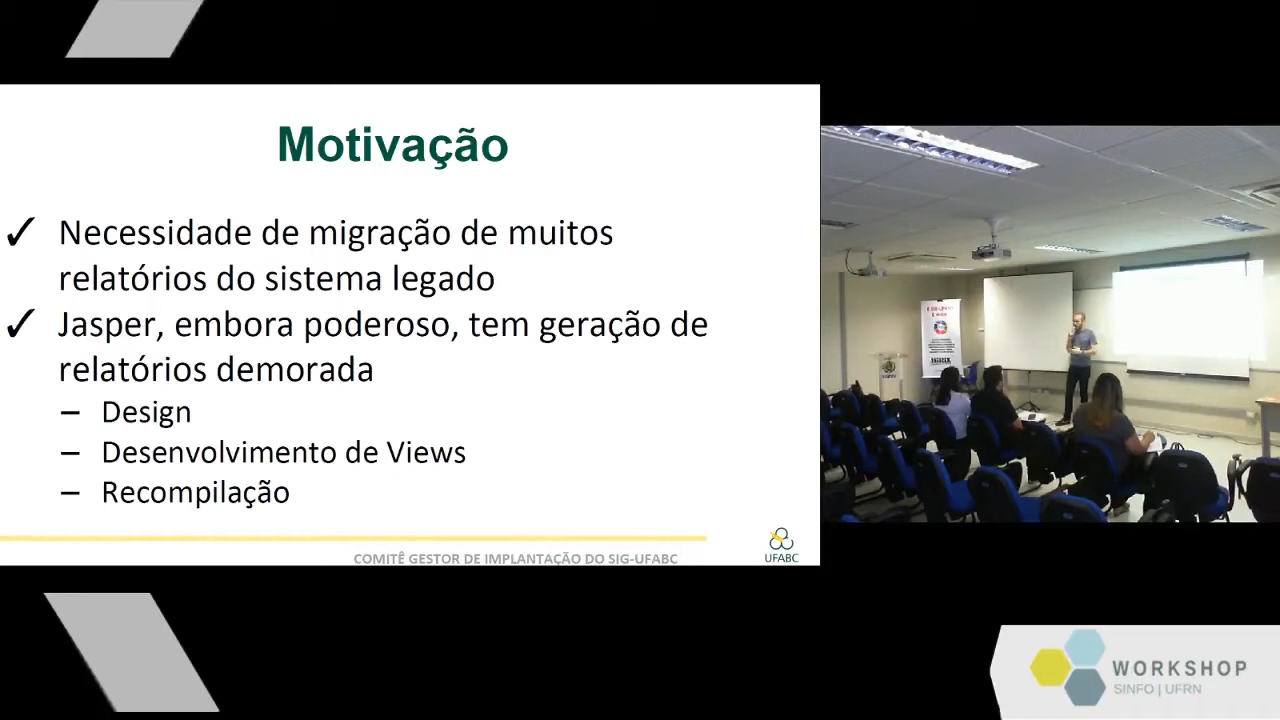 Motivação
✓ Necessidade de migração de muitos
relatórios do sistema legado
✓ Jasper, embora poderoso, tem geração de
relatórios demorada
– Design
– Desenvolvimento de Views
– Recompilação
COMITÊ GESTOR DE IMPLANTAÇÃO DO SIG-UFABC
UFABC
WORKSHOP
SINFO | UFRN